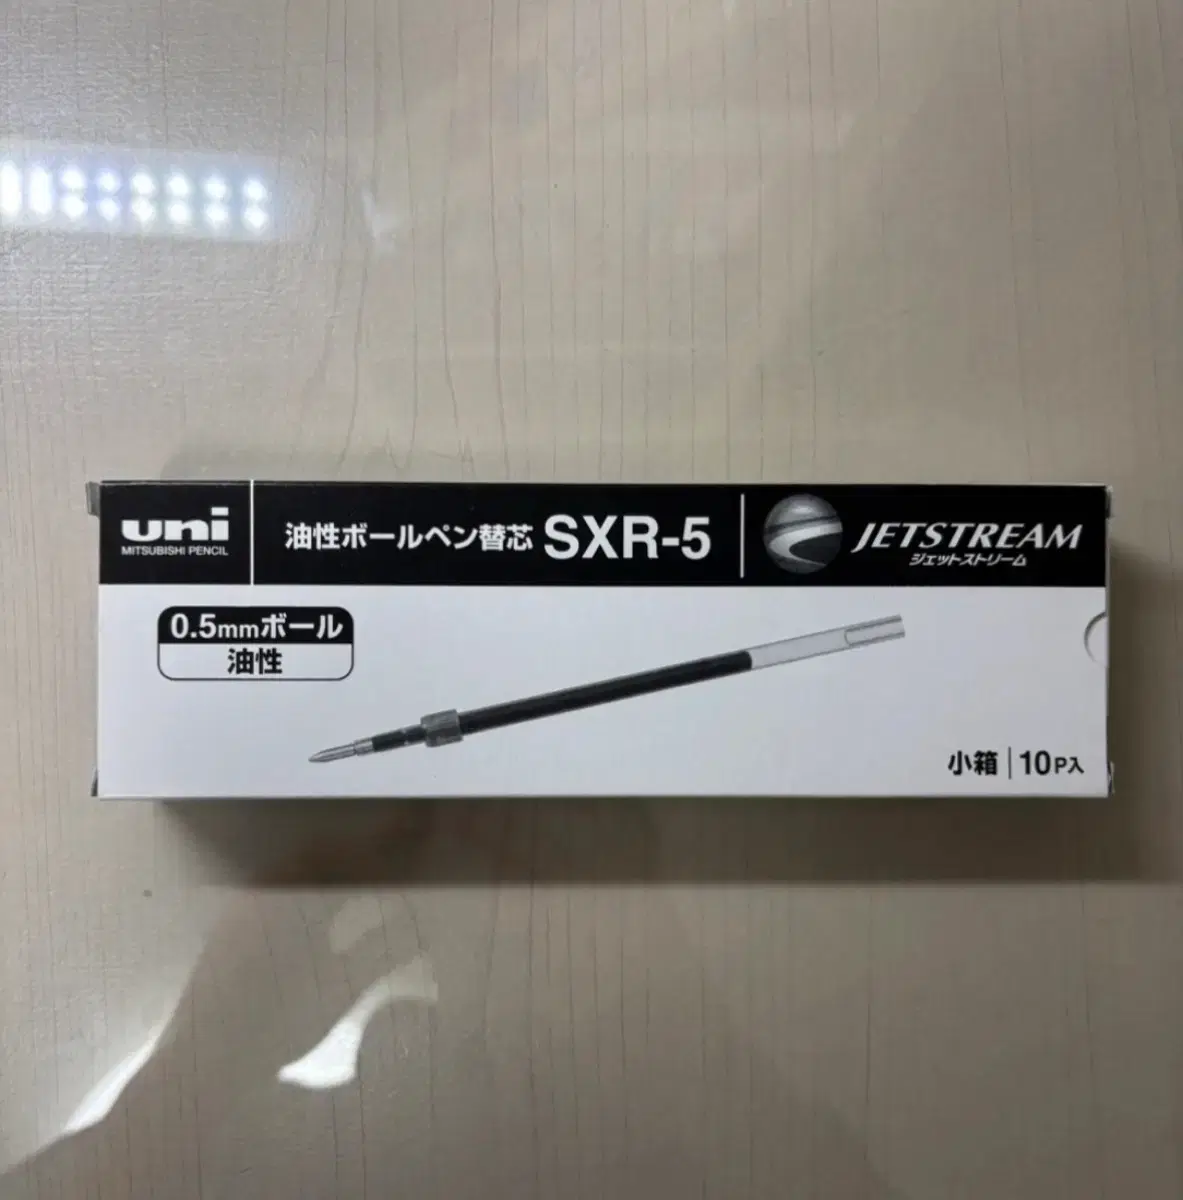 uni
MITSUBISHI PENCIL
油性ボールペン替芯 SXR-5
JETSTREAM
ジェットストリーム
0.5mmボール
油性
小箱 | 10P入